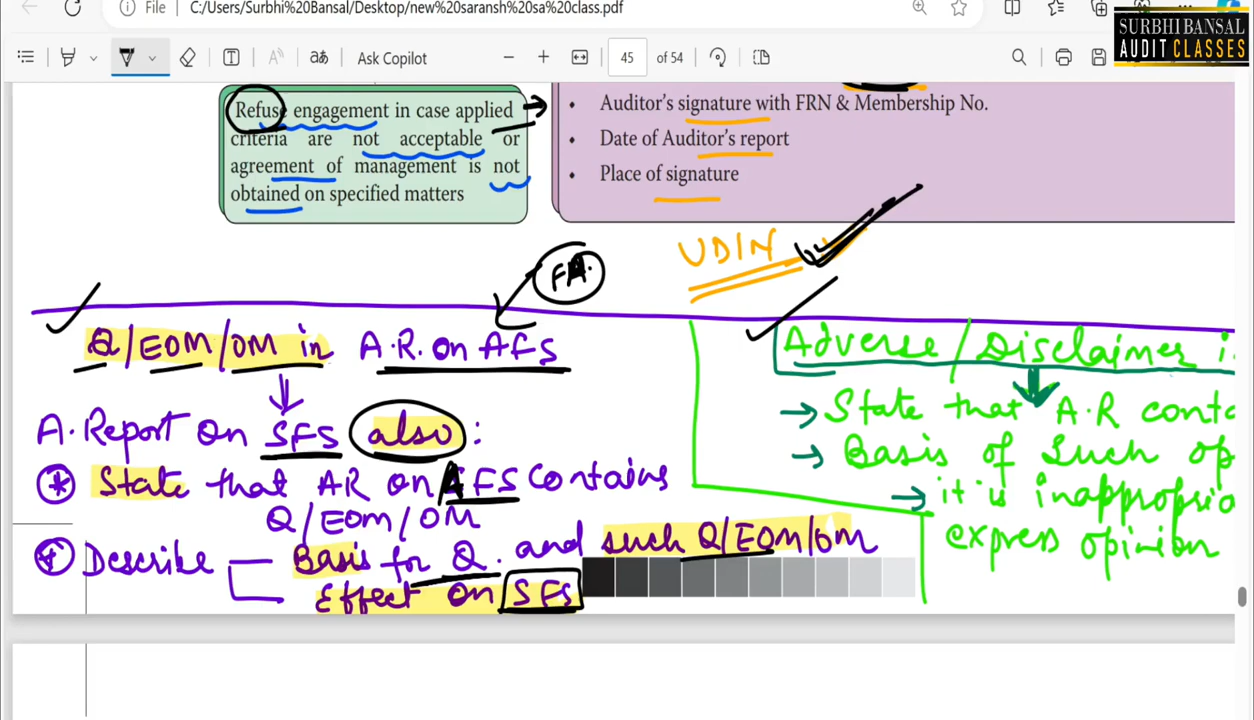 File
C:/Users/Surbhi%20Bansal/Desktop/new%20saransh%20sa%20class.pdf
SURBHI BANSAL
AUDIT CLASSES
Ask Copilot
45 of 54
Refuse engagement in case applied
criteria are not acceptable or
agreement of management is not
obtained on specified matters
• Auditor's signature with FRN & Membership No.
• Date of Auditor's report
• Place of signature
UDIN
FA
Q/EOM/OM in A.R. on AFS
A.Report on SFS also:
State that AR on AFS contains
Q/EOM/OM
Describe Basis for Q. and such Q/EOM/OM
Effect on SFS
Adverse/Disclaimer i
→ State that A.R conta
→ Basis of Such op
→ it is inappropria
express opinion